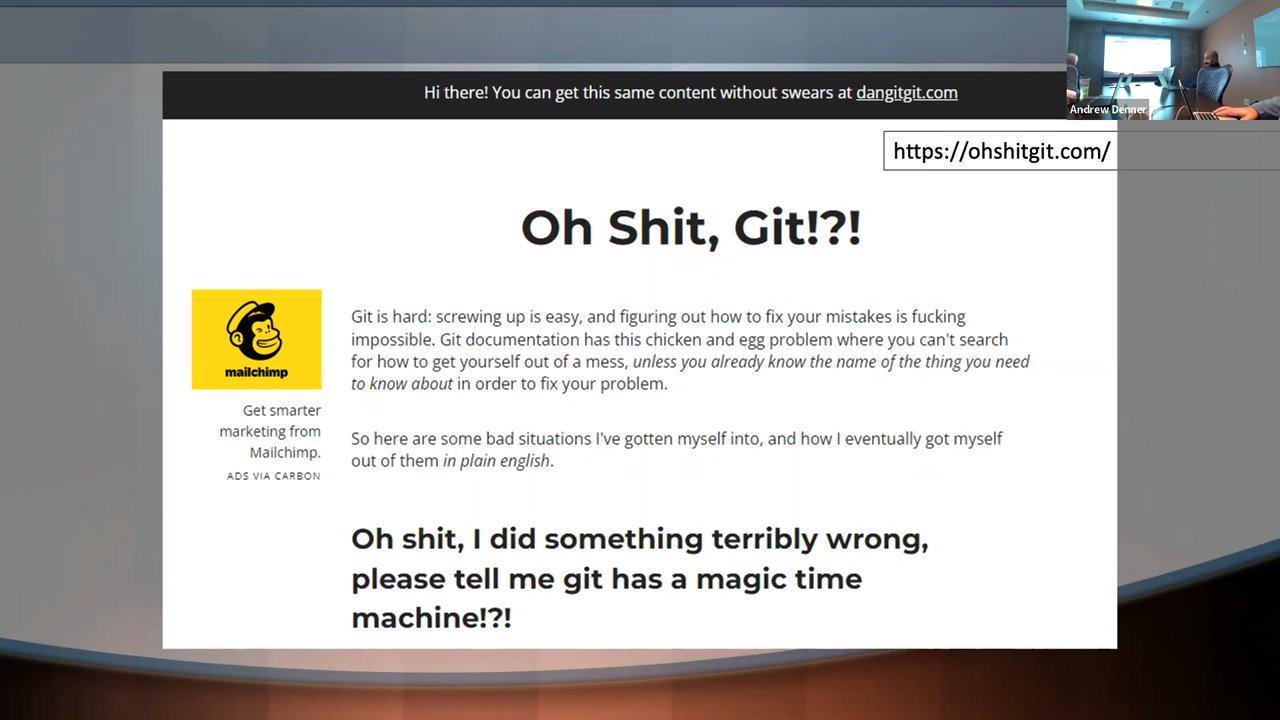 Hi there! You can get this same content without swears at dangitgit.com
Andrew Denner
https://ohshitgit.com/
Oh Shit, Git!?!
mailchimp
Get smarter
marketing from
Mailchimp.
ADS VIA CARBON
Git is hard: screwing up is easy, and figuring out how to fix your mistakes is fucking
impossible. Git documentation has this chicken and egg problem where you can't search
for how to get yourself out of a mess, unless you already know the name of the thing you need
to know about in order to fix your problem.
So here are some bad situations I've gotten myself into, and how I eventually got myself
out of them in plain english.
Oh shit, I did something terribly wrong,
please tell me git has a magic time
machine!?!